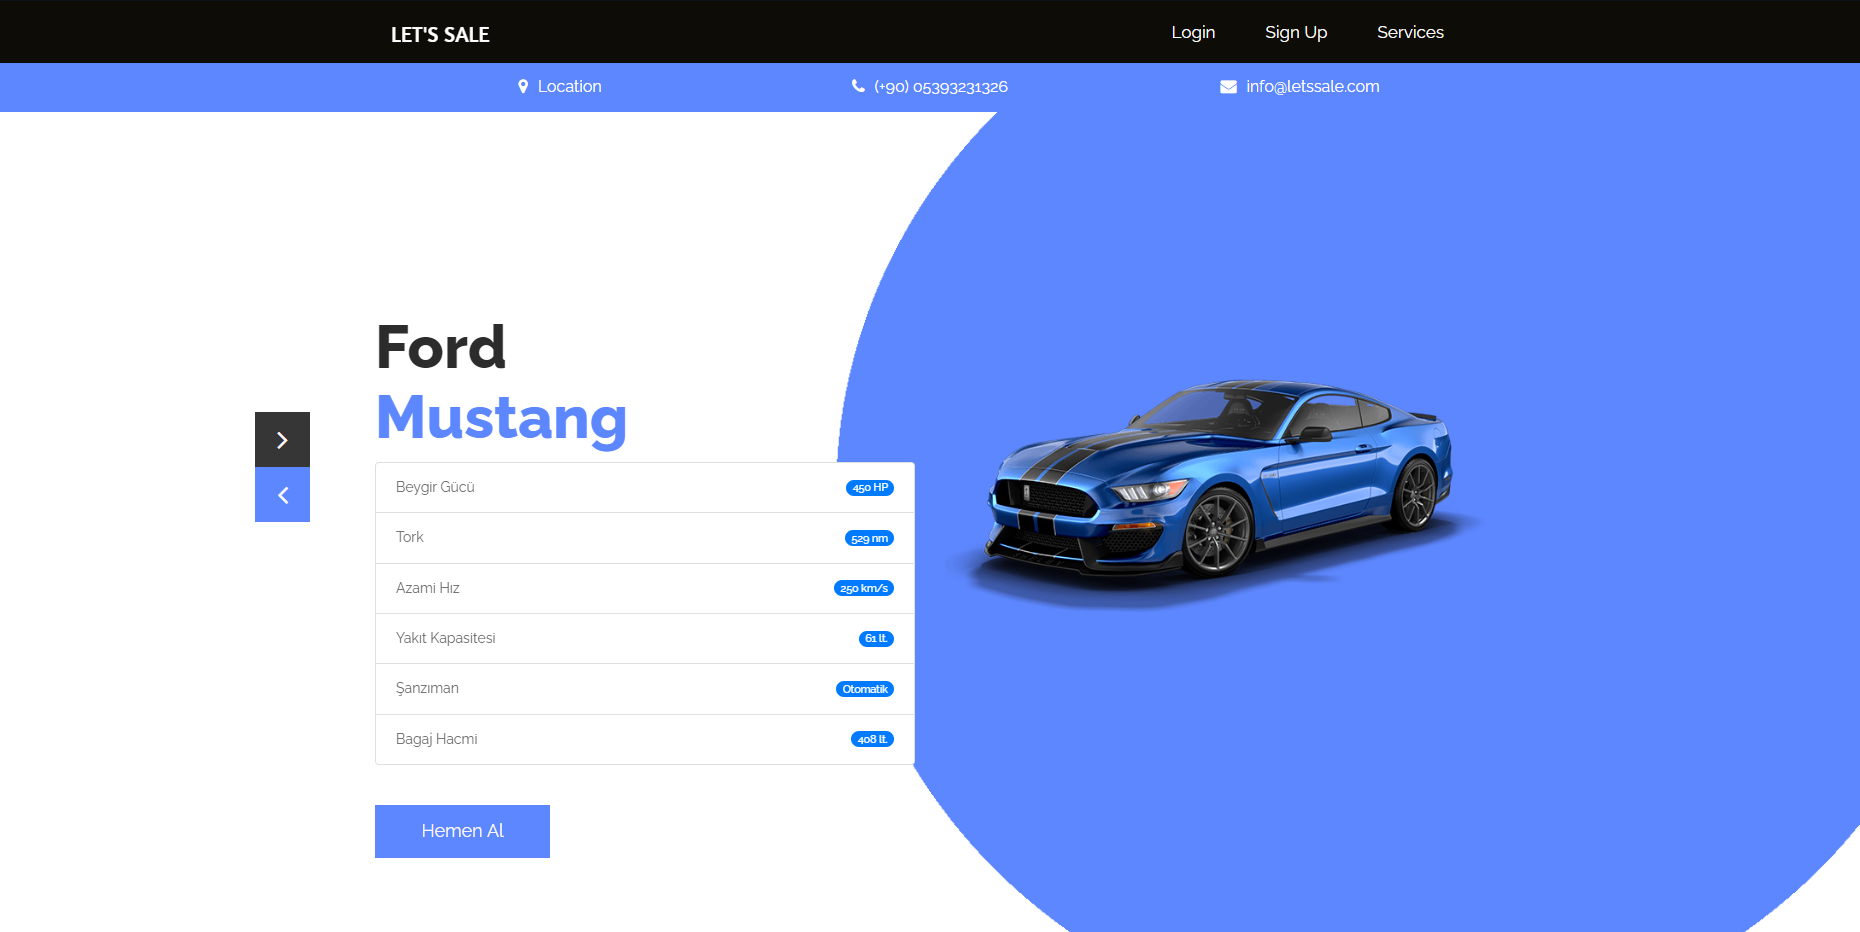 LET'S SALE
Login
Sign Up
Services
Location
(+90) 05393231326
info@letssale.com
Ford
Mustang
Beygir Gücü 450 HP
Tork 529 nm
Azami Hız 250 km/s
Yakıt Kapasitesi 61 lt.
Şanzıman Otomatik
Bagaj Hacmi 408 lt.
Hemen Al